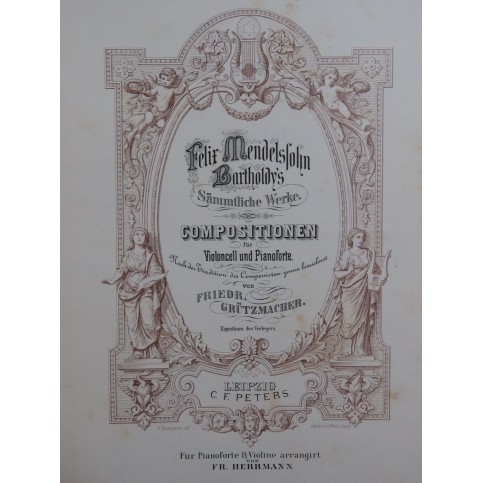 Felix Mendelssohn
Bartholdy's
Sämmtliche Werke.
COMPOSITIONEN
für
Violoncell und Pianoforte.
Nach der Tradition des Componisten genau bezeichnet
von
FRIEDR.
GRÜTZMACHER.
Eigenthum des Verlegers.
LEIPZIG
C. F. PETERS.
Für Pianoforte & Violine arrangirt
von
FR. HERRMANN.